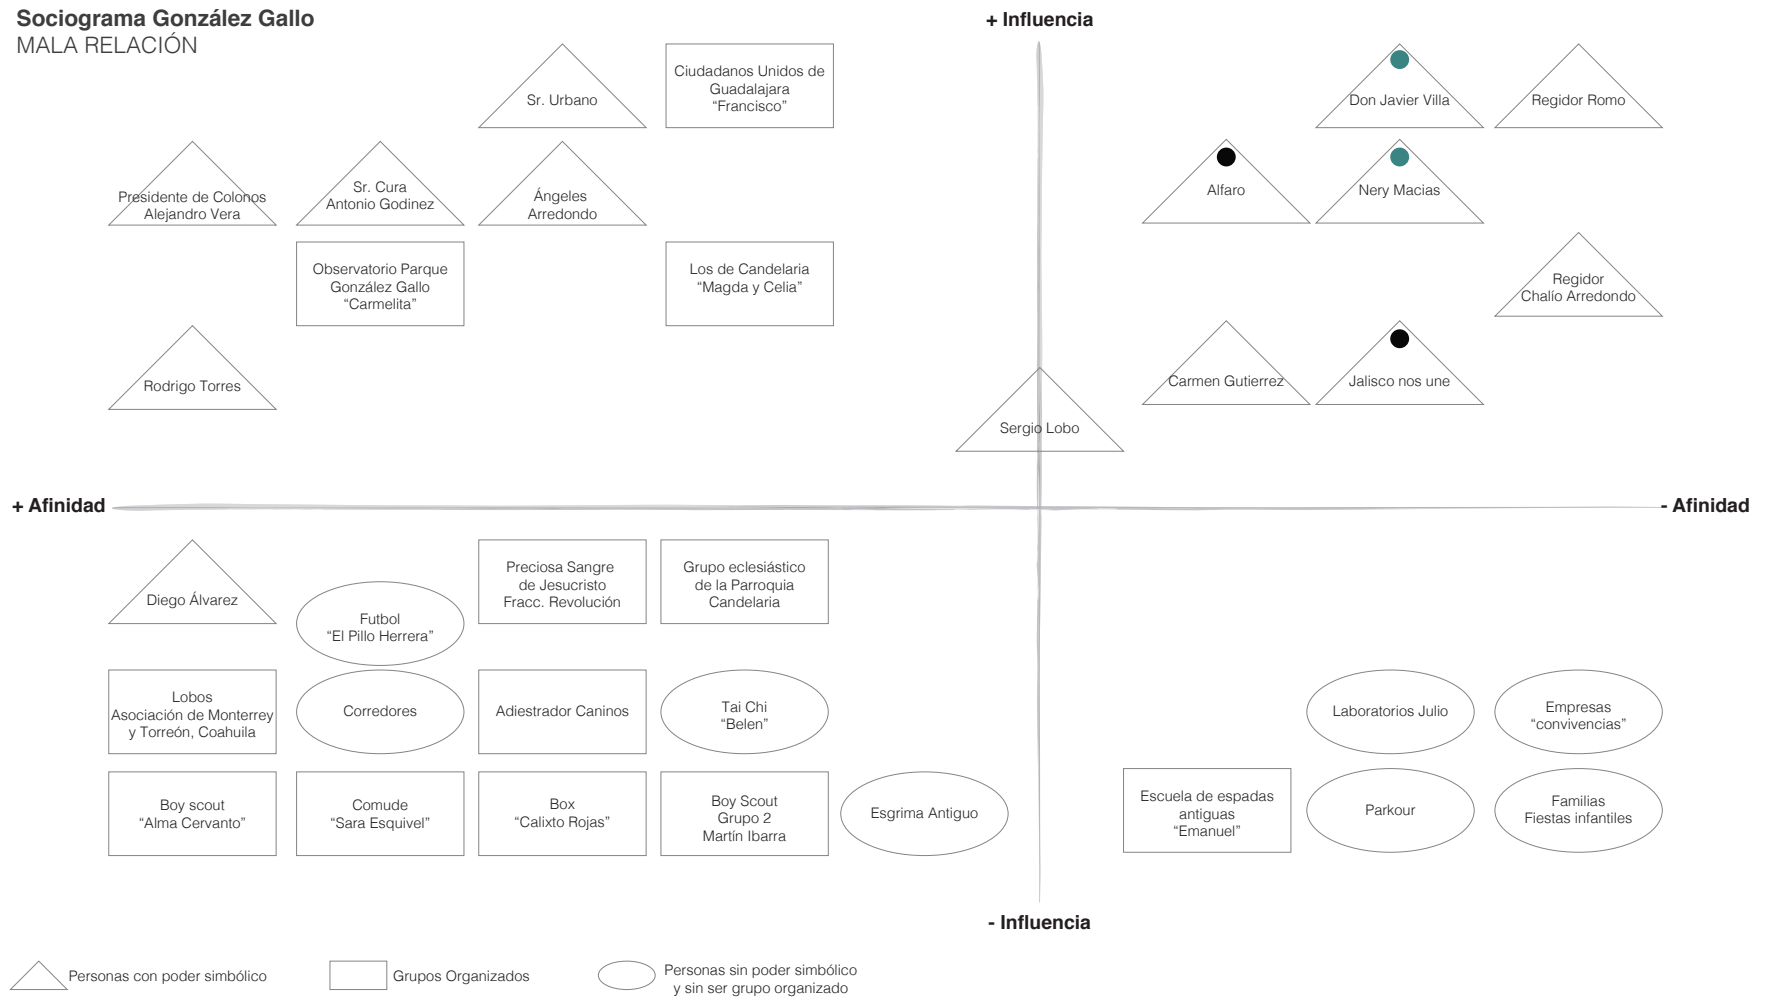 Sociograma González Gallo
MALA RELACIÓN
+ Influencia
Sr. Urbano
Ciudadanos Unidos de
Guadalajara
“Francisco”
Don Javier Villa
Regidor Romo
Presidente de Colonos
Alejandro Vera
Sr. Cura
Antonio Godinez
Ángeles
Arredondo
Alfaro
Nery Macias
Observatorio Parque
González Gallo
“Carmelita”
Los de Candelaria
“Magda y Celia”
Regidor
Chalío Arredondo
Rodrigo Torres
Carmen Gutierrez
Jalisco nos une
Sergio Lobo
+ Afinidad
- Afinidad
Diego Álvarez
Futbol
“El Pillo Herrera”
Preciosa Sangre
de Jesucristo
Fracc. Revolución
Grupo eclesiástico
de la Parroquia
Candelaria
Lobos
Asociación de Monterrey
y Torreón, Coahuila
Corredores
Adiestrador Caninos
Tai Chi
“Belen”
Laboratorios Julio
Empresas
“convivencias”
Boy scout
“Alma Cervanto”
Comude
“Sara Esquivel”
Box
“Calixto Rojas”
Boy Scout
Grupo 2
Martín Ibarra
Esgrima Antiguo
Escuela de espadas
antiguas
“Emanuel”
Parkour
Familias
Fiestas infantiles
- Influencia
Personas con poder simbólico
Grupos Organizados
Personas sin poder simbólico
y sin ser grupo organizado